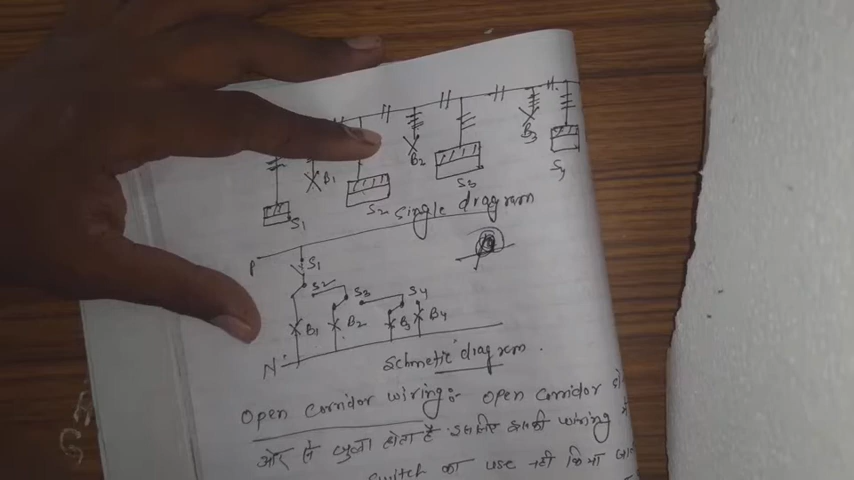 B1 B2 B3
S1 S2 S3 S4
Single diagram
P
S1 S2 S3 S4
B1 B2 B3 B4
N
Schmetic diagram .
Open corridor wiring:- Open Corridor
ओर से खुला होता है इसलिए इसकी wiring में
switch का use नही किया